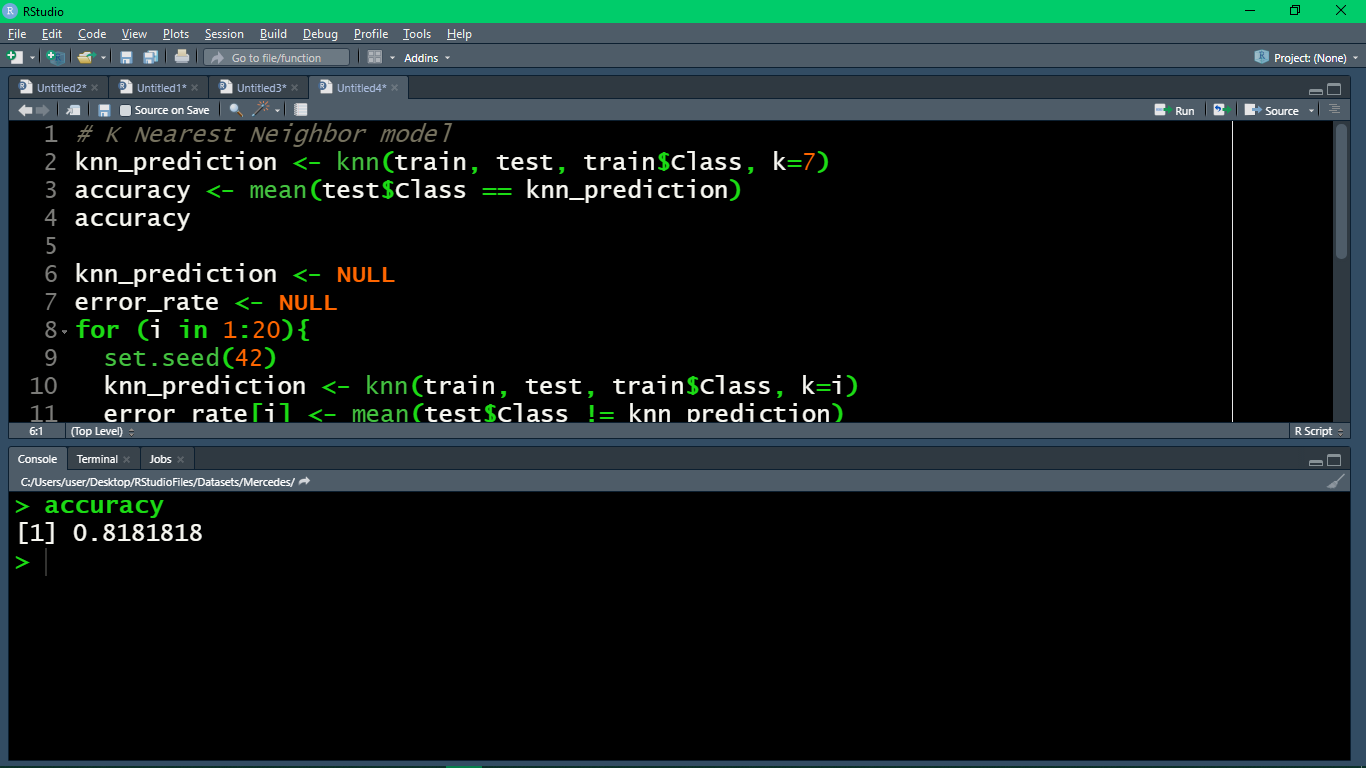 RStudio
File Edit Code View Plots Session Build Debug Profile Tools Help
Go to file/function Addins Project: (None)
Untitled2* Untitled1* Untitled3* Untitled4*
Source on Save Run Source
1 # K Nearest Neighbor model
2 knn_prediction <- knn(train, test, train$Class, k=7)
3 accuracy <- mean(test$Class == knn_prediction)
4 accuracy
5
6 knn_prediction <- NULL
7 error_rate <- NULL
8 for (i in 1:20){
9 set.seed(42)
10 knn_prediction <- knn(train, test, train$Class, k=i)
11 error_rate[i] <- mean(test$Class != knn_prediction)
6:1 (Top Level) R Script
Console Terminal Jobs
C:/Users/user/Desktop/RStudioFiles/Datasets/Mercedes/
> accuracy
[1] 0.8181818
>